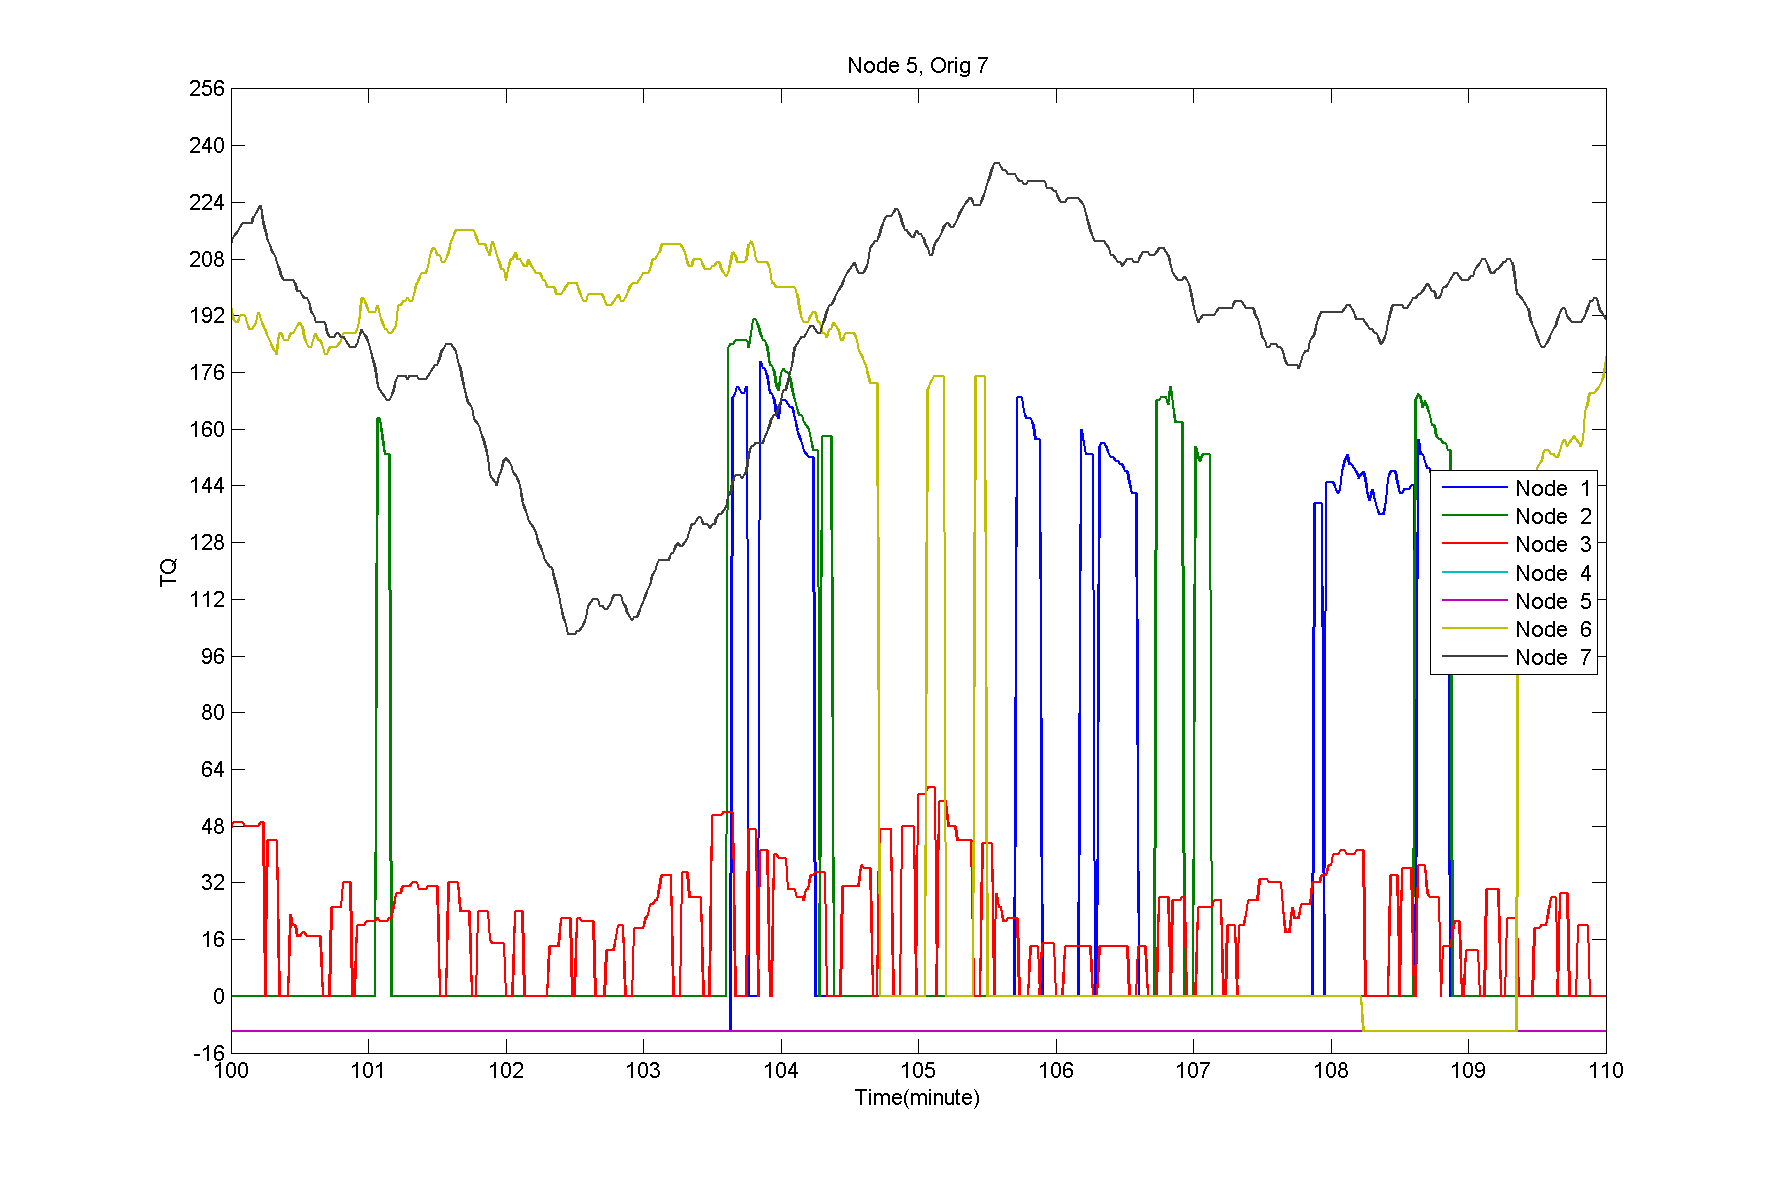 Node 5, Orig 7
256
240
224
208
192
176
160
144
128
112
96
80
64
48
32
16
0
-16
TQ
Node 1
Node 2
Node 3
Node 4
Node 5
Node 6
Node 7
100 101 102 103 104 105 106 107 108 109 110
Time(minute)